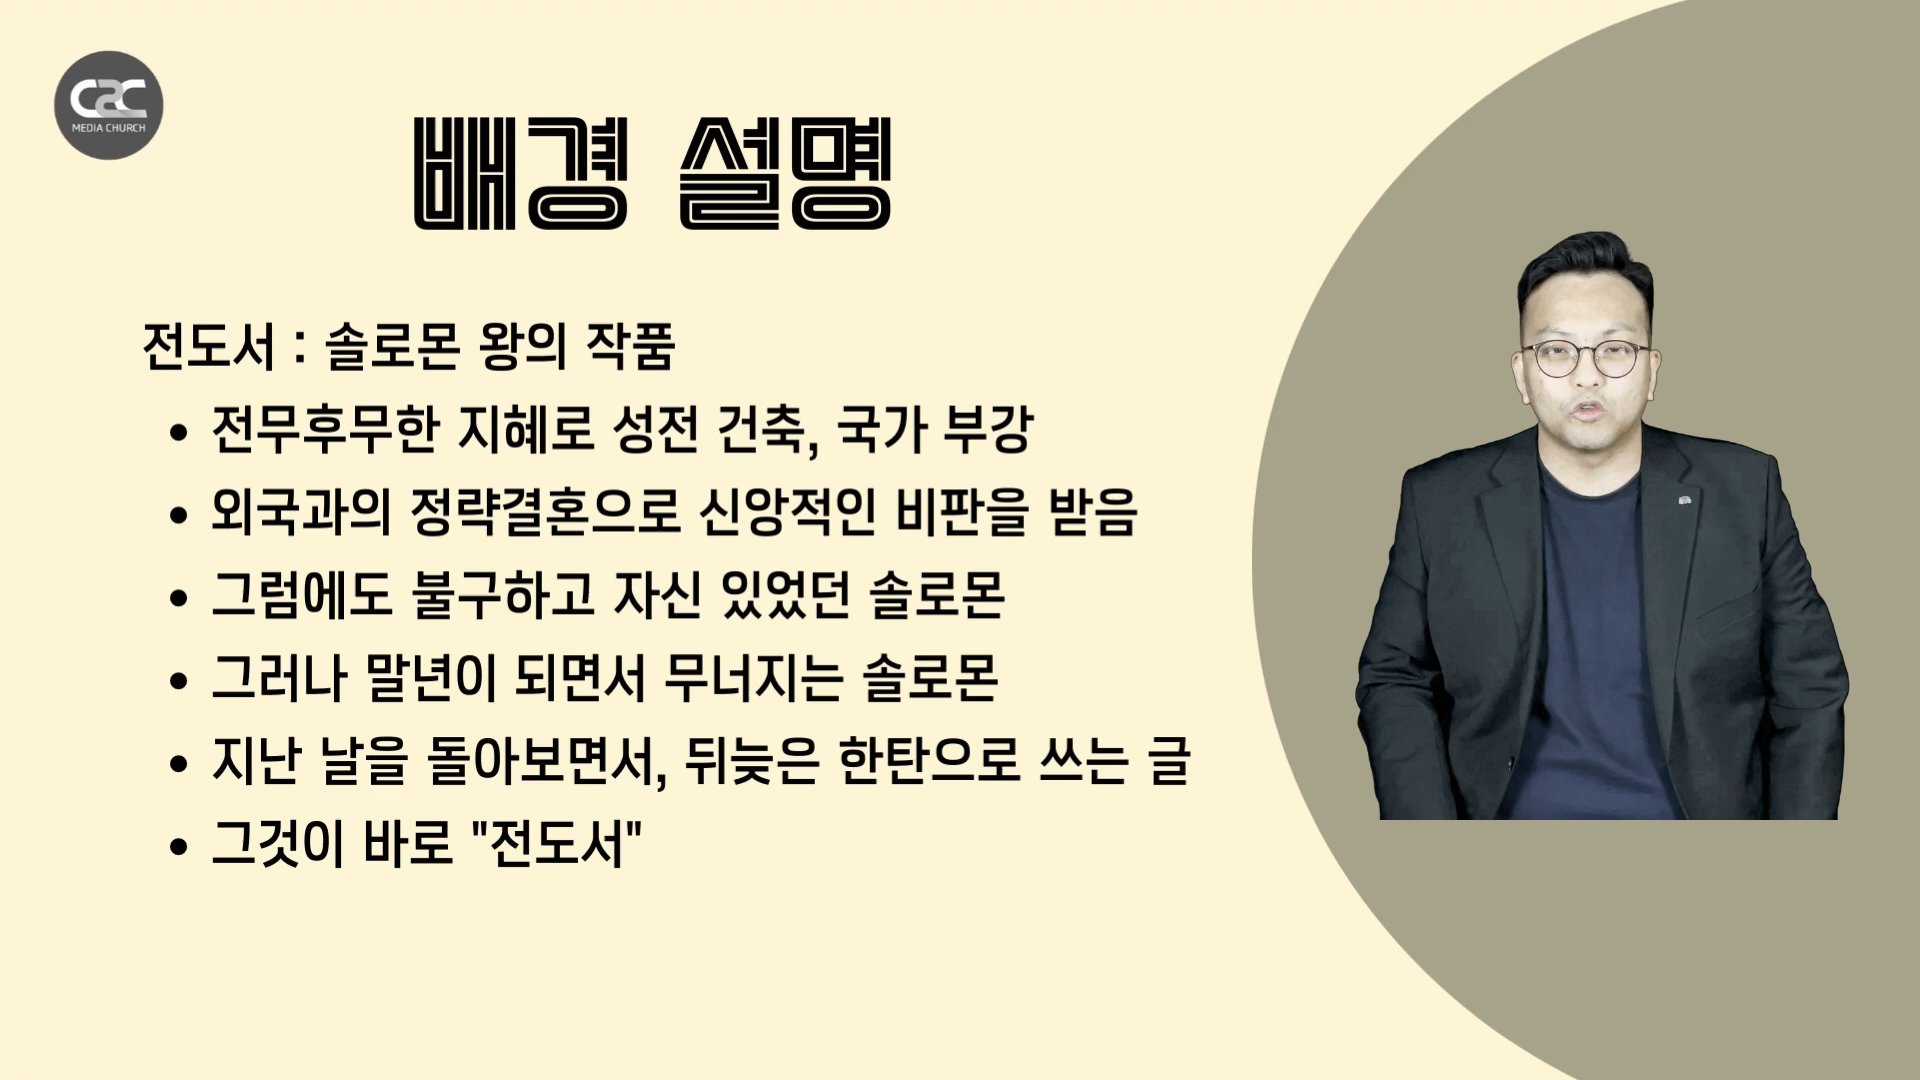 C2C
MEDIA CHURCH
배경 설명
전도서 : 솔로몬 왕의 작품
• 전무후무한 지혜로 성전 건축, 국가 부강
• 외국과의 정략결혼으로 신앙적인 비판을 받음
• 그럼에도 불구하고 자신 있었던 솔로몬
• 그러나 말년이 되면서 무너지는 솔로몬
• 지난 날을 돌아보면서, 뒤늦은 한탄으로 쓰는 글
• 그것이 바로 "전도서"